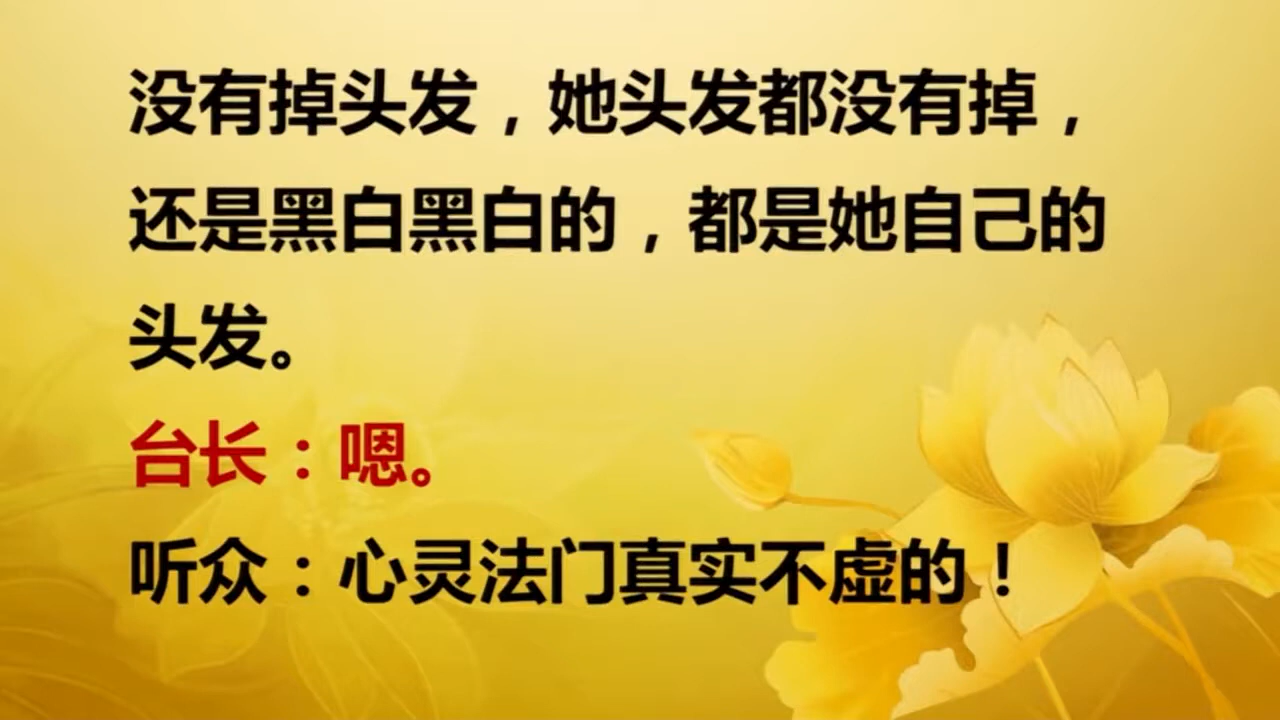 没有掉头发，她头发都没有掉，
还是黑白黑白的，都是她自己的
头发。
台长：嗯。
听众：心灵法门真实不虚的！